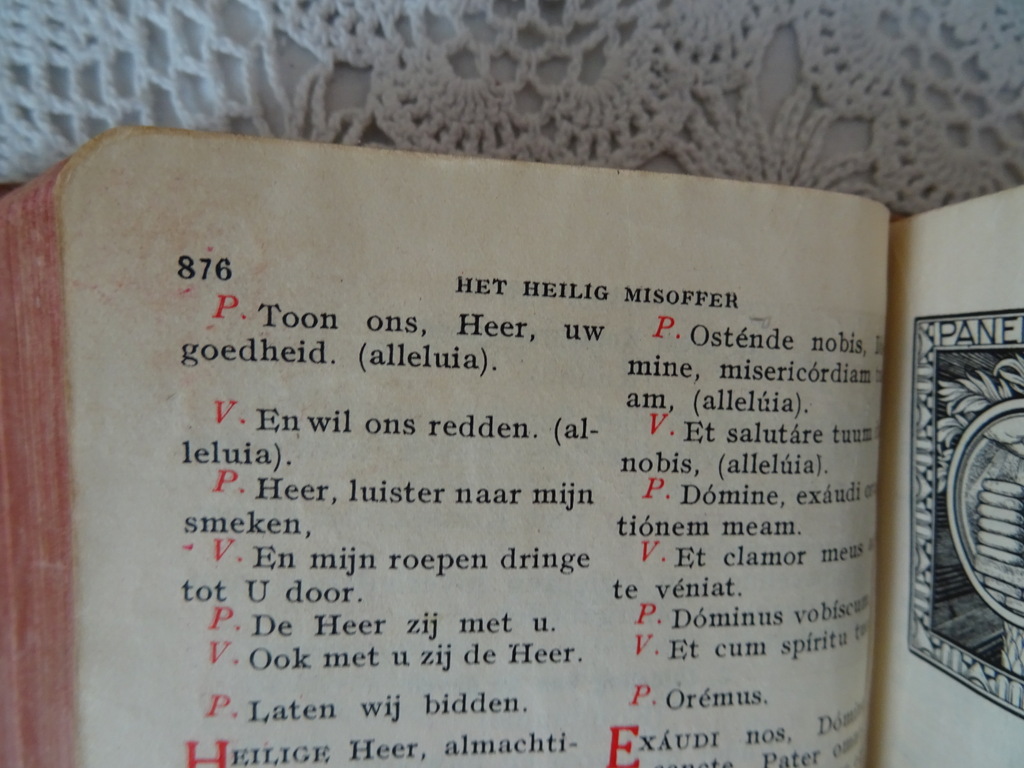 876
HET HEILIG MISOFFER
P. Toon ons, Heer, uw
goedheid. (alleluia).
V. En wil ons redden. (al-
leluia).
P. Heer, luister naar mijn
smeken,
V. En mijn roepen dringe
tot U door.
P. De Heer zij met u.
V. Ook met u zij de Heer.
P. Laten wij bidden.
HEILIGE Heer, almachti-
P. Osténde nobis,
mine, misericórdiam
am, (allelúia).
V. Et salutáre tuum
nobis, (allelúia).
P. Dómine, exáudi
tiónem meam.
V. Et clamor meus
te véniat.
P. Dóminus vobíscum
V. Et cum spíritu
P. Orémus.
EXÁUDI nos,
Pater